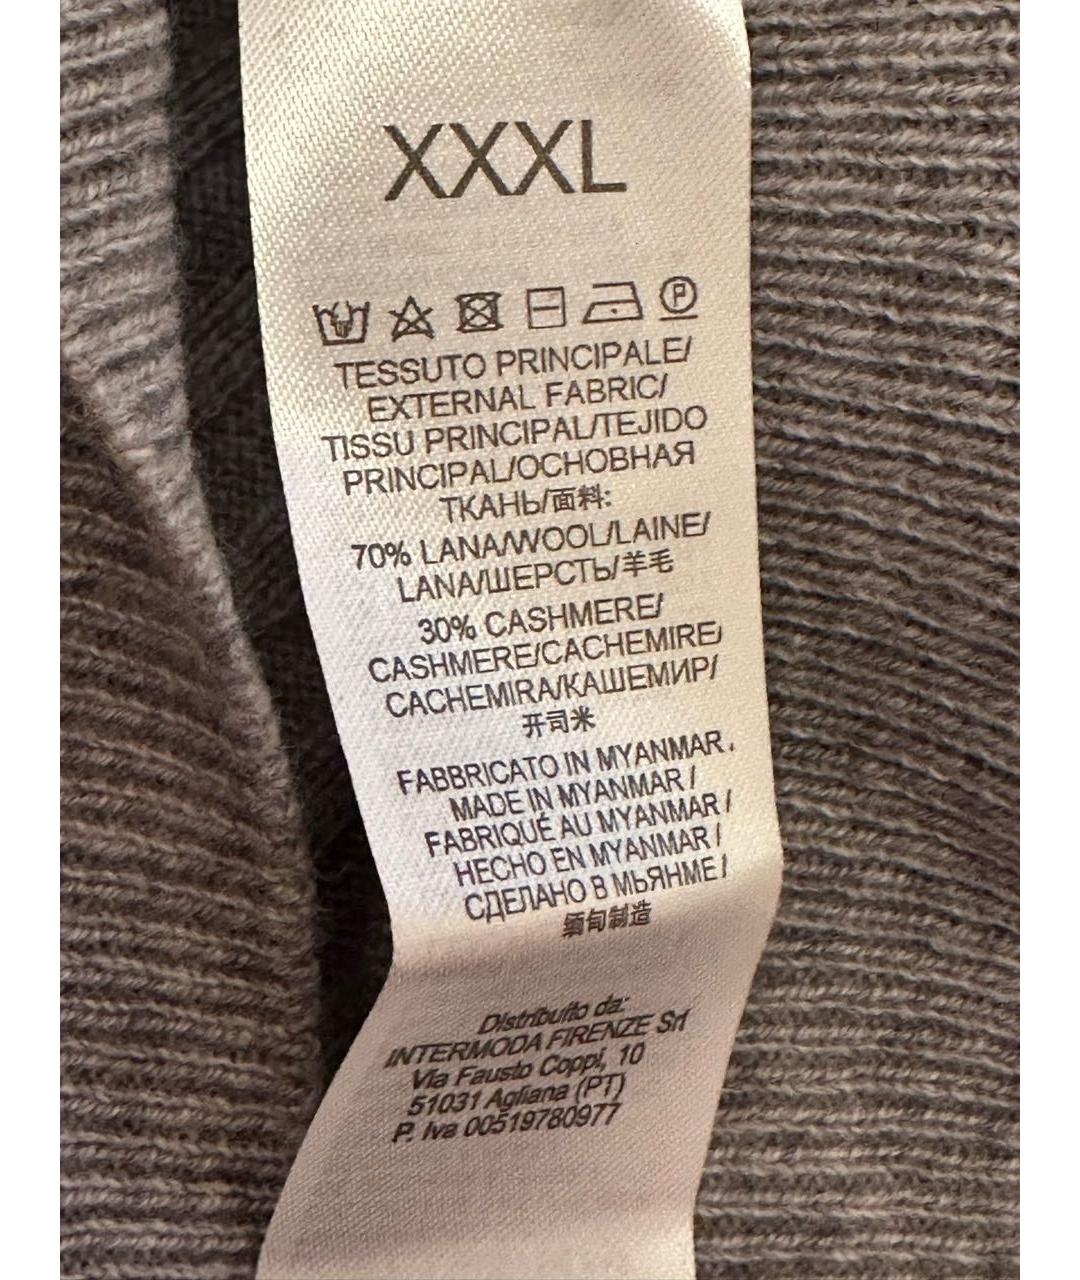 XXXL
P
TESSUTO PRINCIPALE/
EXTERNAL FABRIC/
TISSU PRINCIPAL/TEJIDO
PRINCIPAL/ОСНОВНАЯ
ТКАНЬ/面料:
70% LANA/WOOL/LAINE/
LANA/ШЕРСТЬ/羊毛
30% CASHMERE/
CASHMERE/CACHEMIRE/
CACHEMIRA/КАШЕМИР/
开司米
FABBRICATO IN MYANMAR.
MADE IN MYANMAR /
FABRIQUÉ AU MYANMAR /
HECHO EN MYANMAR /
СДЕЛАНО В МЬЯНМЕ /
缅甸制造
Distribuito da:
INTERMODA FIRENZE Srl
Via Fausto Coppi, 10
51031 Agliana (PT)
P. Iva 00519780977